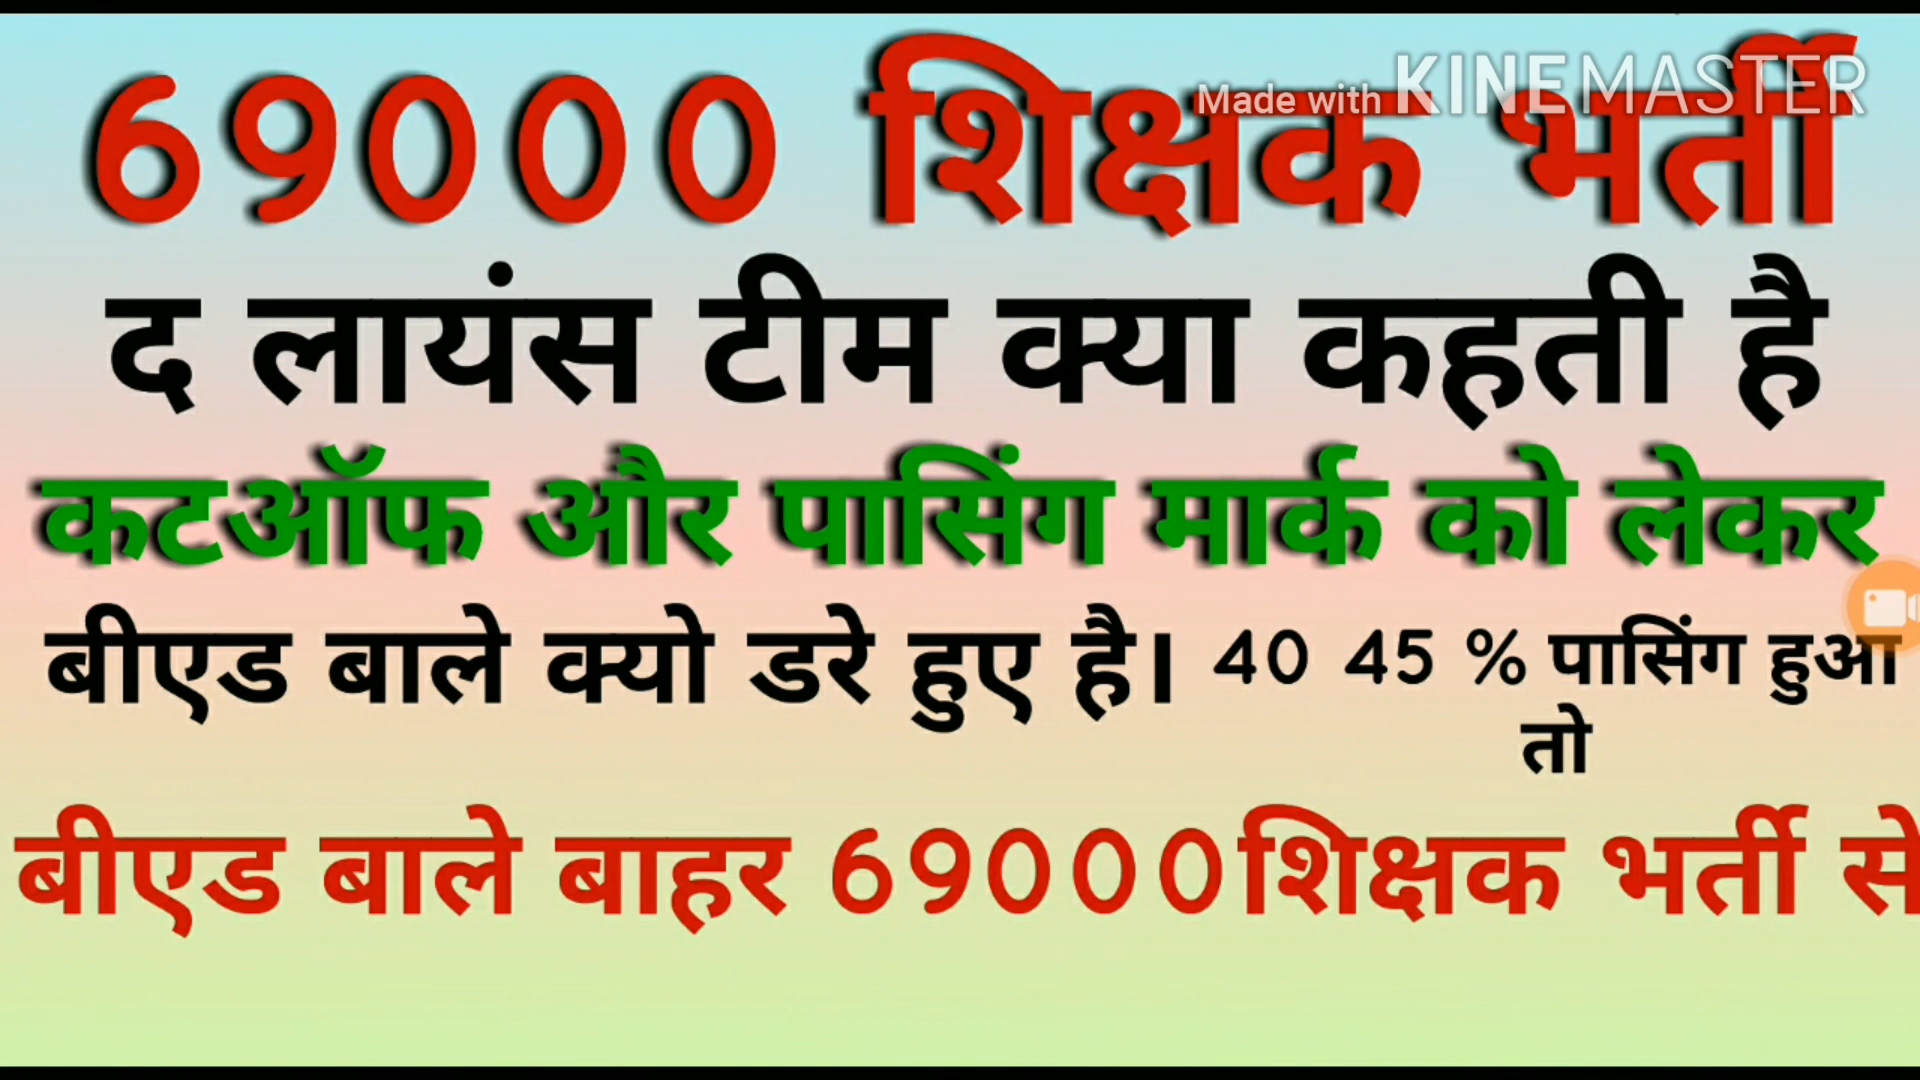 Made with KINEMASTER
69000 शिक्षक भर्ती
द लायंस टीम क्या कहती है
कटऑफ और पासिंग मार्क को लेकर
बीएड बाले क्यो डरे हुए है। 40 45 % पासिंग हुआ
तो
बीएड बाले बाहर 69000शिक्षक भर्ती से